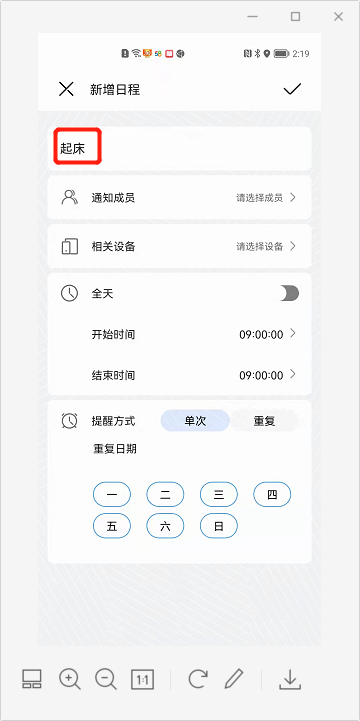 58
2:19
新增日程
起床
通知成员 请选择成员
相关设备 请选择设备
全天
开始时间 09:00:00
结束时间 09:00:00
提醒方式 单次 重复
重复日期
一 二 三 四
五 六 日
1:1